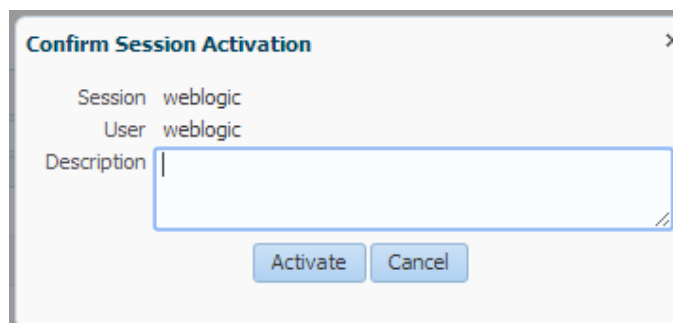 Confirm Session Activation
Session weblogic
User weblogic
Description
Activate Cancel